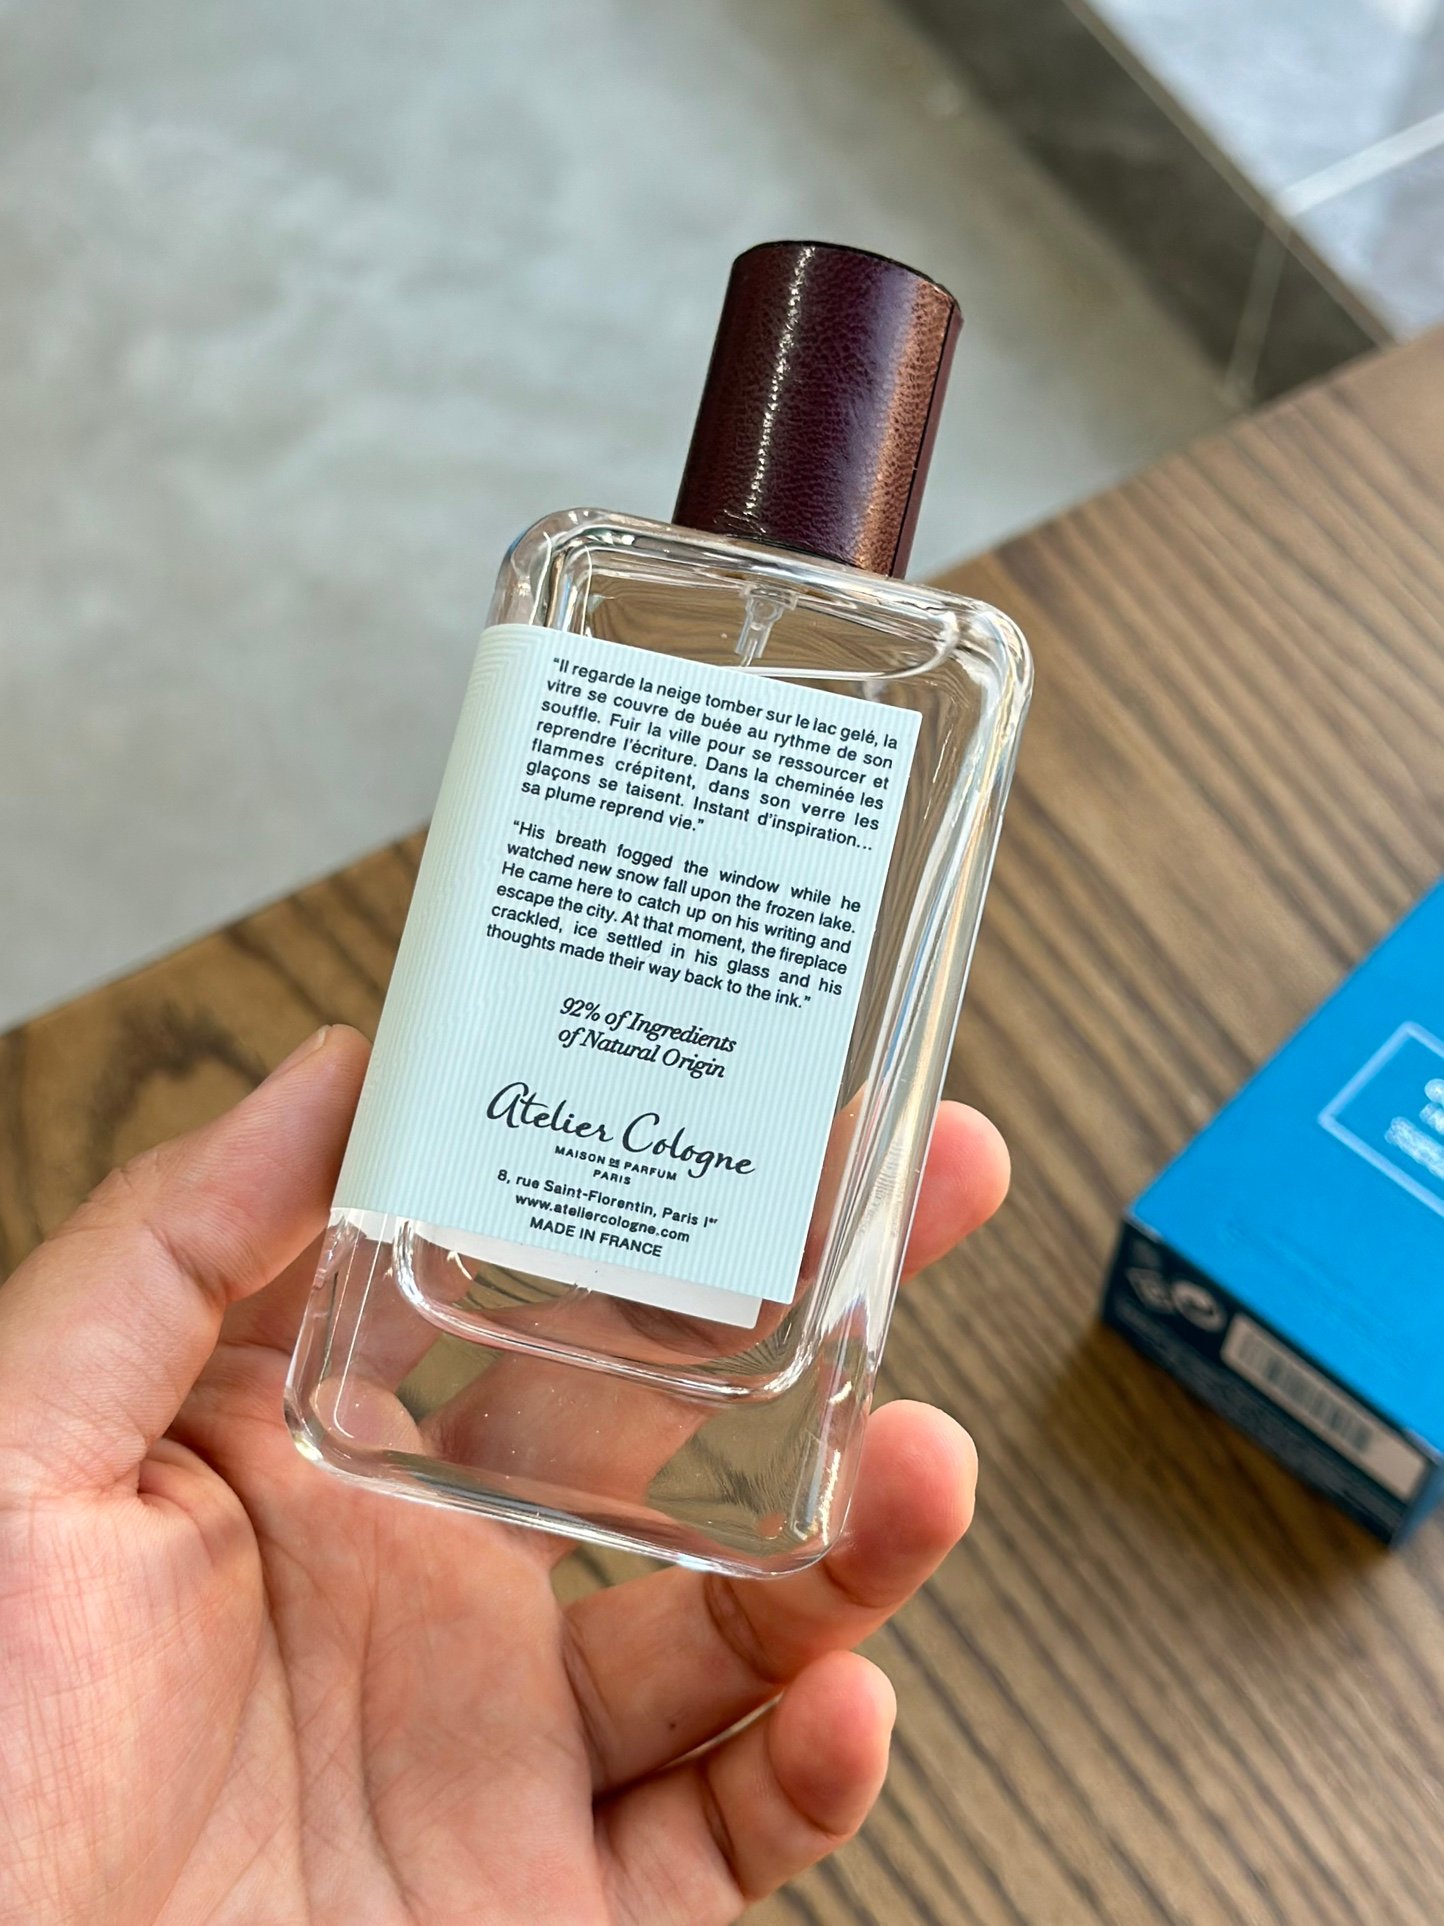 “Il regarde la neige tomber sur le lac gelé, la
vitre se couvre de buée au rythme de son
souffle. Fuir la ville pour se ressourcer et
reprendre l’écriture. Dans la cheminée les
flammes crépitent, dans son verre les
glaçons se taisent. Instant d’inspiration...
sa plume reprend vie.”
“His breath fogged the window while he
watched new snow fall upon the frozen lake.
He came here to catch up on his writing and
escape the city. At that moment, the fireplace
crackled, ice settled in his glass and his
thoughts made their way back to the ink.”
92% of Ingredients
of Natural Origin
Atelier Cologne
MAISON DE PARFUM
PARIS
8, rue Saint-Florentin, Paris Iᵉʳ
www.ateliercologne.com
MADE IN FRANCE